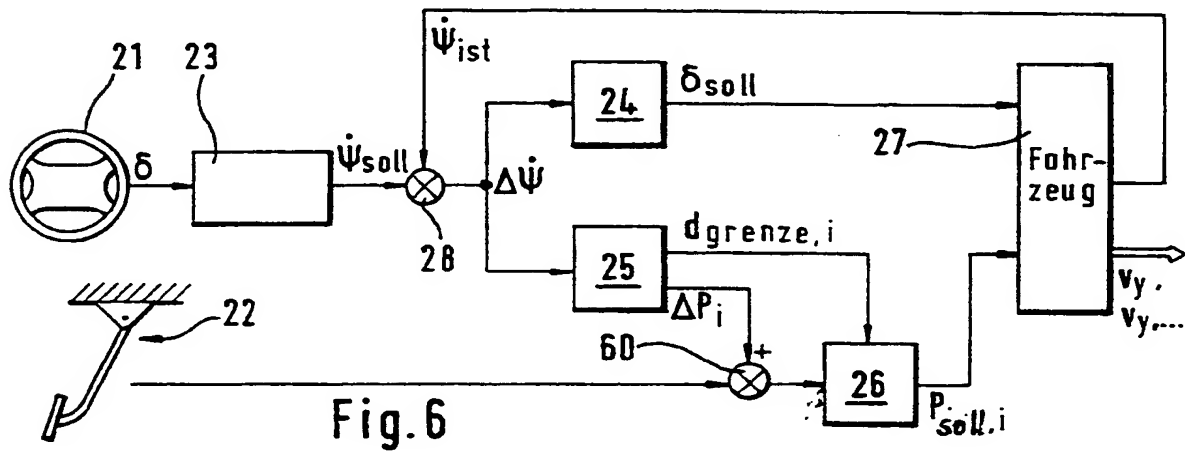 21
23
ψ̇ist
24
δsoll
27
Fahr-
zeug
δ
ψ̇soll
Δψ̇
28
25
dgrenze,i
ΔPi
vy,
vy,...
22
60
+
26
Psoll,i
Fig.6